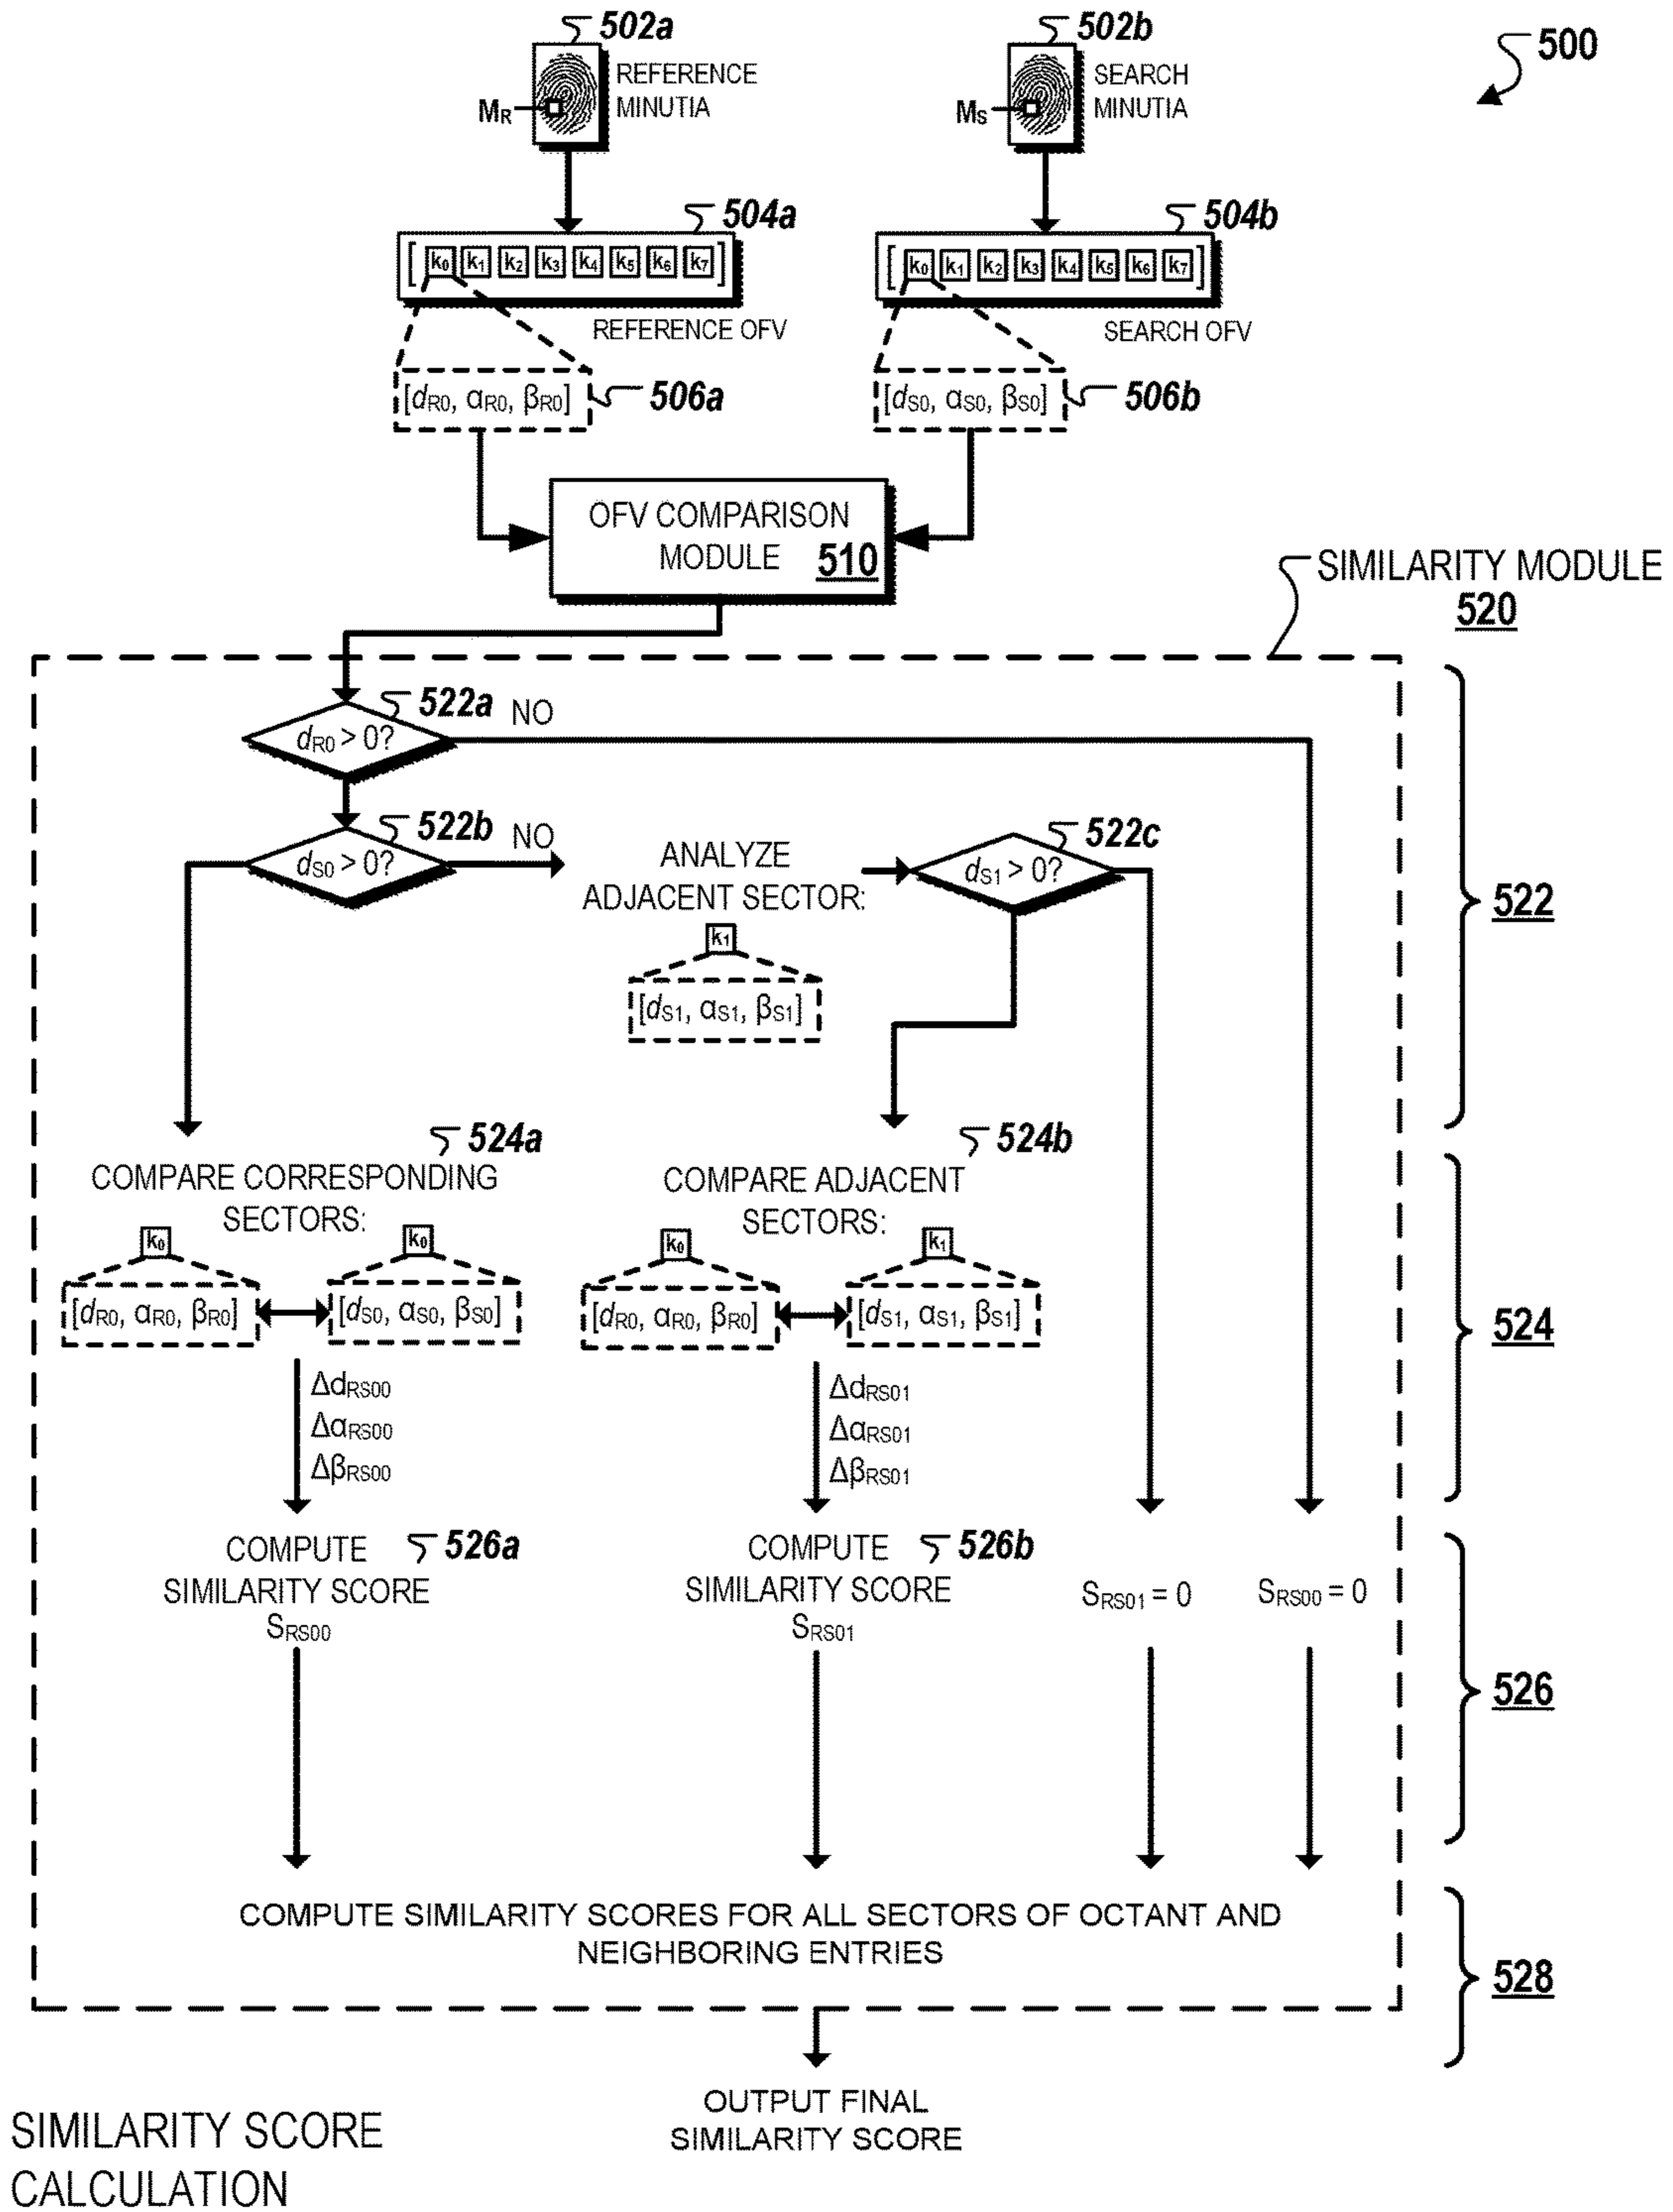 502a
502b
500
REFERENCE
MINUTIA
SEARCH
MINUTIA
MR
MS
504a
504b
[ k0 k1 k2 k3 k4 k5 k6 k7 ]
[ k0 k1 k2 k3 k4 k5 k6 k7 ]
REFERENCE OFV
SEARCH OFV
[dR0, αR0, βR0]
506a
[dS0, αS0, βS0]
506b
OFV COMPARISON
MODULE 510
SIMILARITY MODULE
520
522a
NO
dR0 > 0?
522b
NO
dS0 > 0?
ANALYZE
ADJACENT SECTOR:
522c
dS1 > 0?
k1
[dS1, αS1, βS1]
522
524a
COMPARE CORRESPONDING
SECTORS:
524b
COMPARE ADJACENT
SECTORS:
k0
k0
k0
k1
[dR0, αR0, βR0]
[dS0, αS0, βS0]
[dR0, αR0, βR0]
[dS1, αS1, βS1]
524
ΔdRS00
ΔαRS00
ΔβRS00
ΔdRS01
ΔαRS01
ΔβRS01
COMPUTE
SIMILARITY SCORE
SRS00
526a
COMPUTE
SIMILARITY SCORE
SRS01
526b
SRS01 = 0
SRS00 = 0
526
COMPUTE SIMILARITY SCORES FOR ALL SECTORS OF OCTANT AND
NEIGHBORING ENTRIES
528
OUTPUT FINAL
SIMILARITY SCORE
SIMILARITY SCORE
CALCULATION